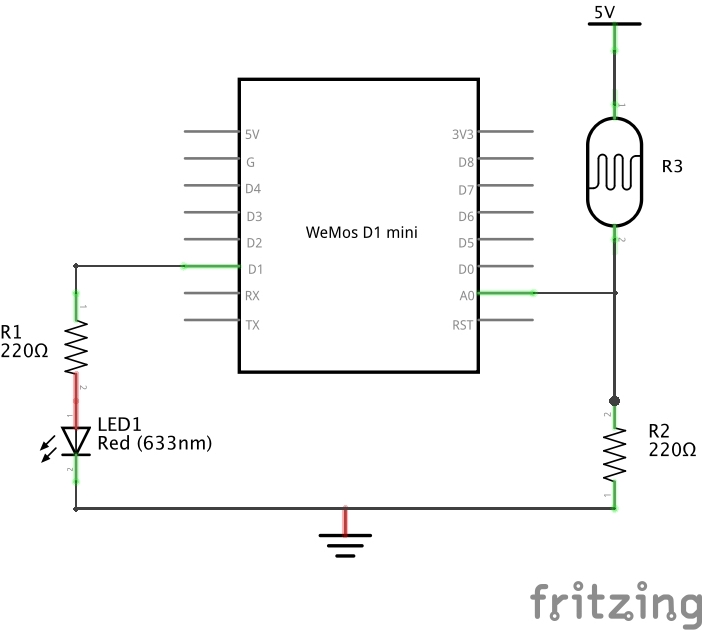 5V
1
R3
2
5V
G
D4
D3
D2
D1
RX
TX
WeMos D1 mini
3V3
D8
D7
D6
D5
D0
A0
RST
1
R1
220Ω
2
1
LED1
Red (633nm)
2
2
R2
220Ω
1
fritzing